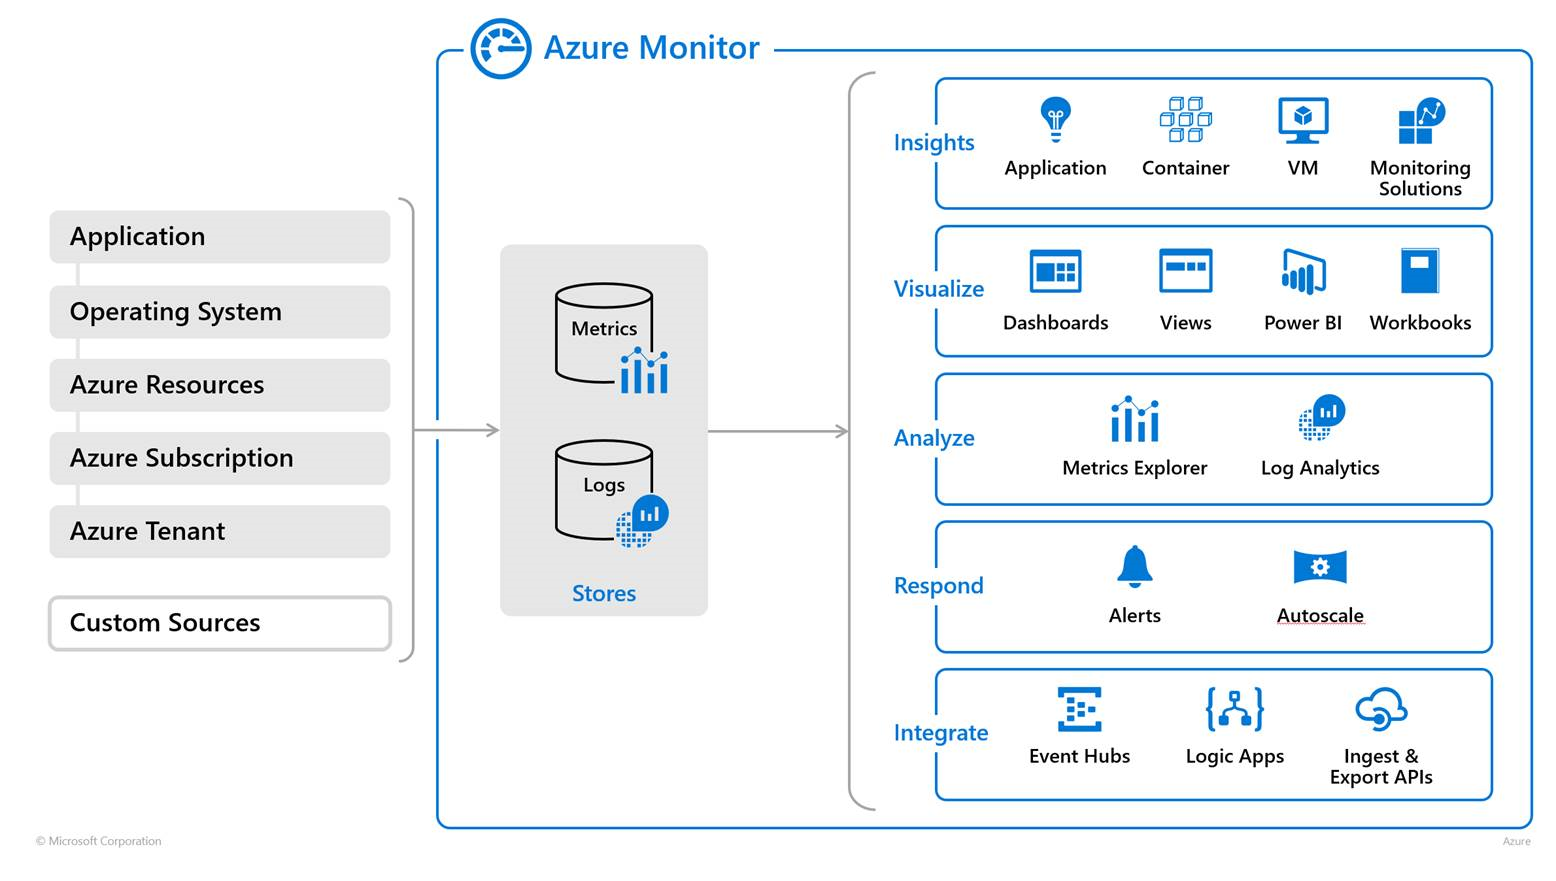 Azure Monitor
Application
Operating System
Azure Resources
Azure Subscription
Azure Tenant
Custom Sources
Metrics
Logs
Stores
Insights
Application
Container
VM
Monitoring
Solutions
Visualize
Dashboards
Views
Power BI
Workbooks
Analyze
Metrics Explorer
Log Analytics
Respond
Alerts
Autoscale
Integrate
Event Hubs
Logic Apps
Ingest &
Export APIs
© Microsoft Corporation
Azure